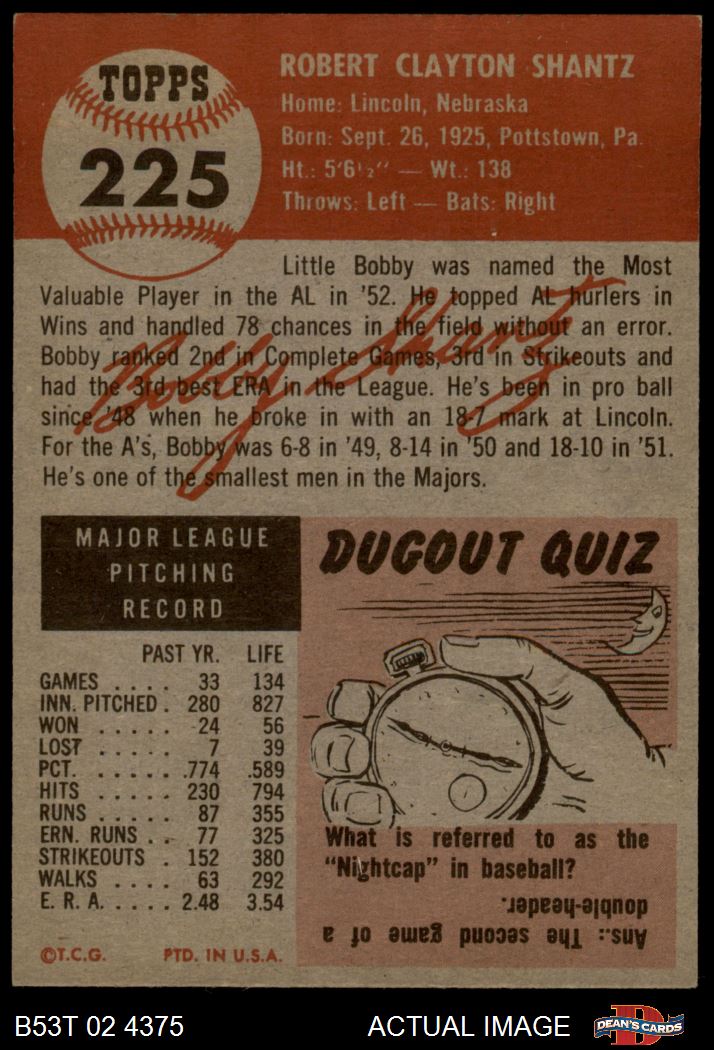 TOPPS
225
ROBERT CLAYTON SHANTZ
Home: Lincoln, Nebraska
Born: Sept. 26, 1925, Pottstown, Pa.
Ht.: 5'6½" — Wt.: 138
Throws: Left — Bats: Right
Little Bobby was named the Most
Valuable Player in the AL in '52. He topped AL hurlers in
Wins and handled 78 chances in the field without an error.
Bobby ranked 2nd in Complete Games, 3rd in Strikeouts and
had the 3rd best ERA in the League. He's been in pro ball
since '48 when he broke in with an 18-7 mark at Lincoln.
For the A's, Bobby was 6-8 in '49, 8-14 in '50 and 18-10 in '51.
He's one of the smallest men in the Majors.
Bobby Shantz
MAJOR LEAGUE
PITCHING
RECORD
PAST YR. LIFE
GAMES . . . . 33 134
INN. PITCHED . 280 827
WON . . . . . 24 56
LOST . . . . . 7 39
PCT. . . . . . .774 .589
HITS . . . . . 230 794
RUNS . . . . . 87 355
ERN. RUNS . . 77 325
STRIKEOUTS . 152 380
WALKS . . . . 63 292
E. R. A. . . . . . 2.48 3.54
©T.C.G. PTD. IN U.S.A.
DUGOUT QUIZ
What is referred to as the
"Nightcap" in baseball?
Ans.: The second game of a
double-header.
B53T 02 4375 ACTUAL IMAGE
D
DEAN'S CARDS